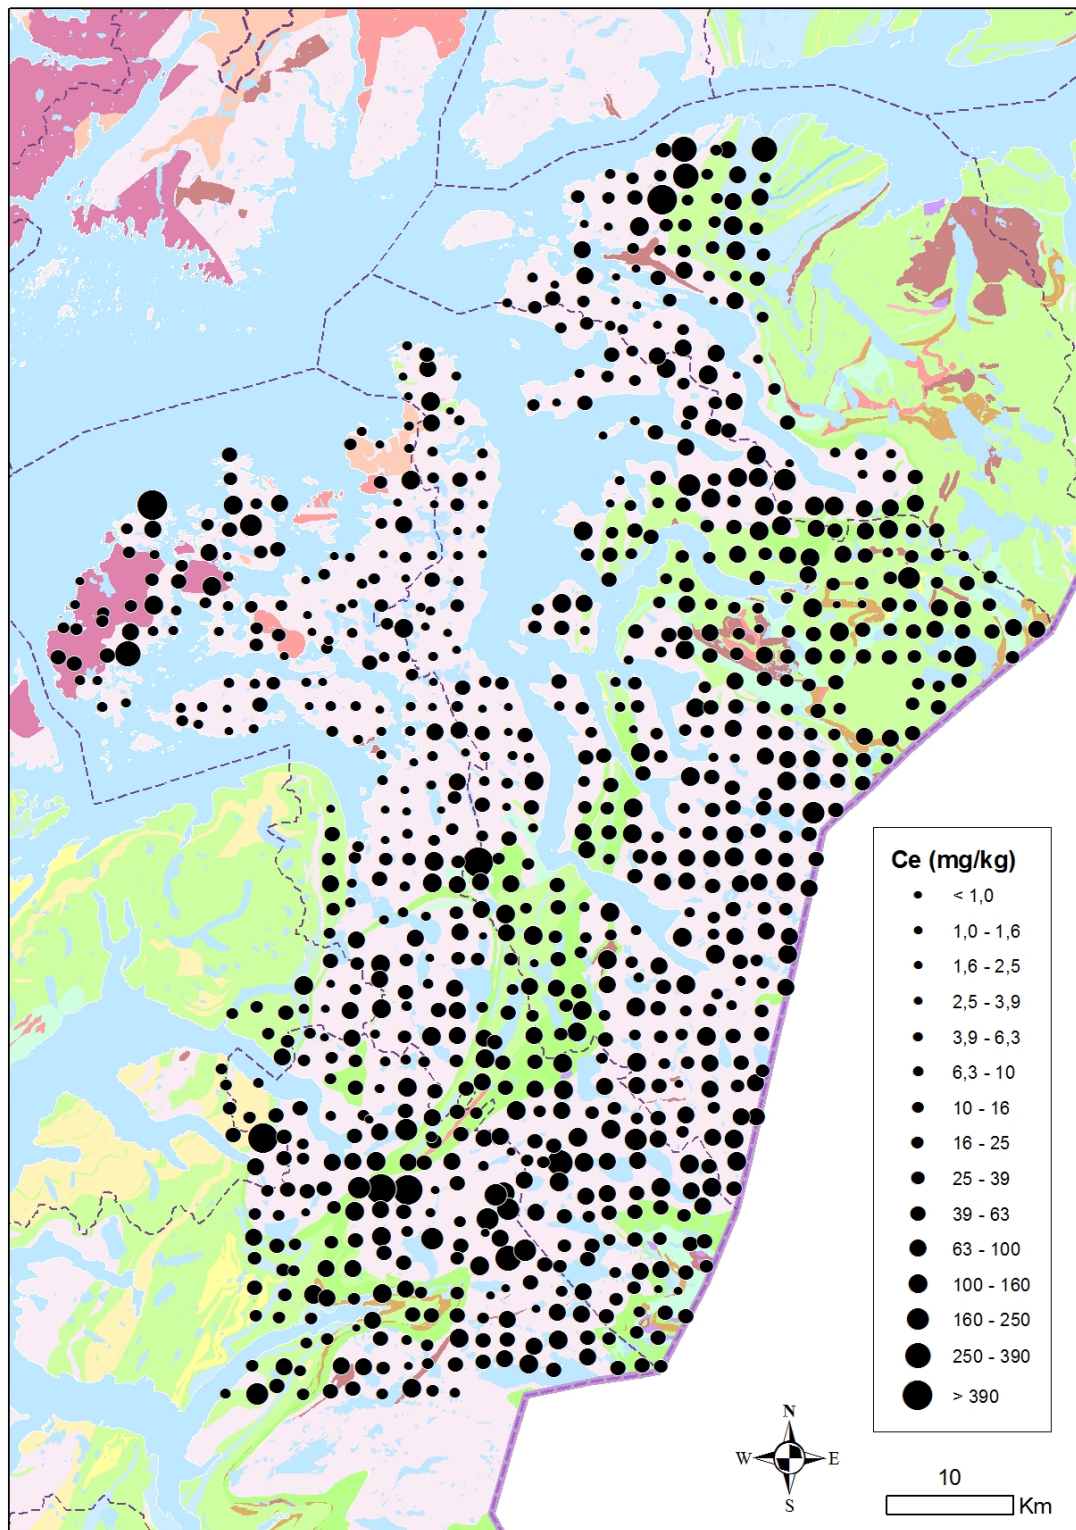 Ce (mg/kg)
< 1,0
1,0 - 1,6
1,6 - 2,5
2,5 - 3,9
3,9 - 6,3
6,3 - 10
10 - 16
16 - 25
25 - 39
39 - 63
63 - 100
100 - 160
160 - 250
250 - 390
> 390
N
W E
S
10
Km